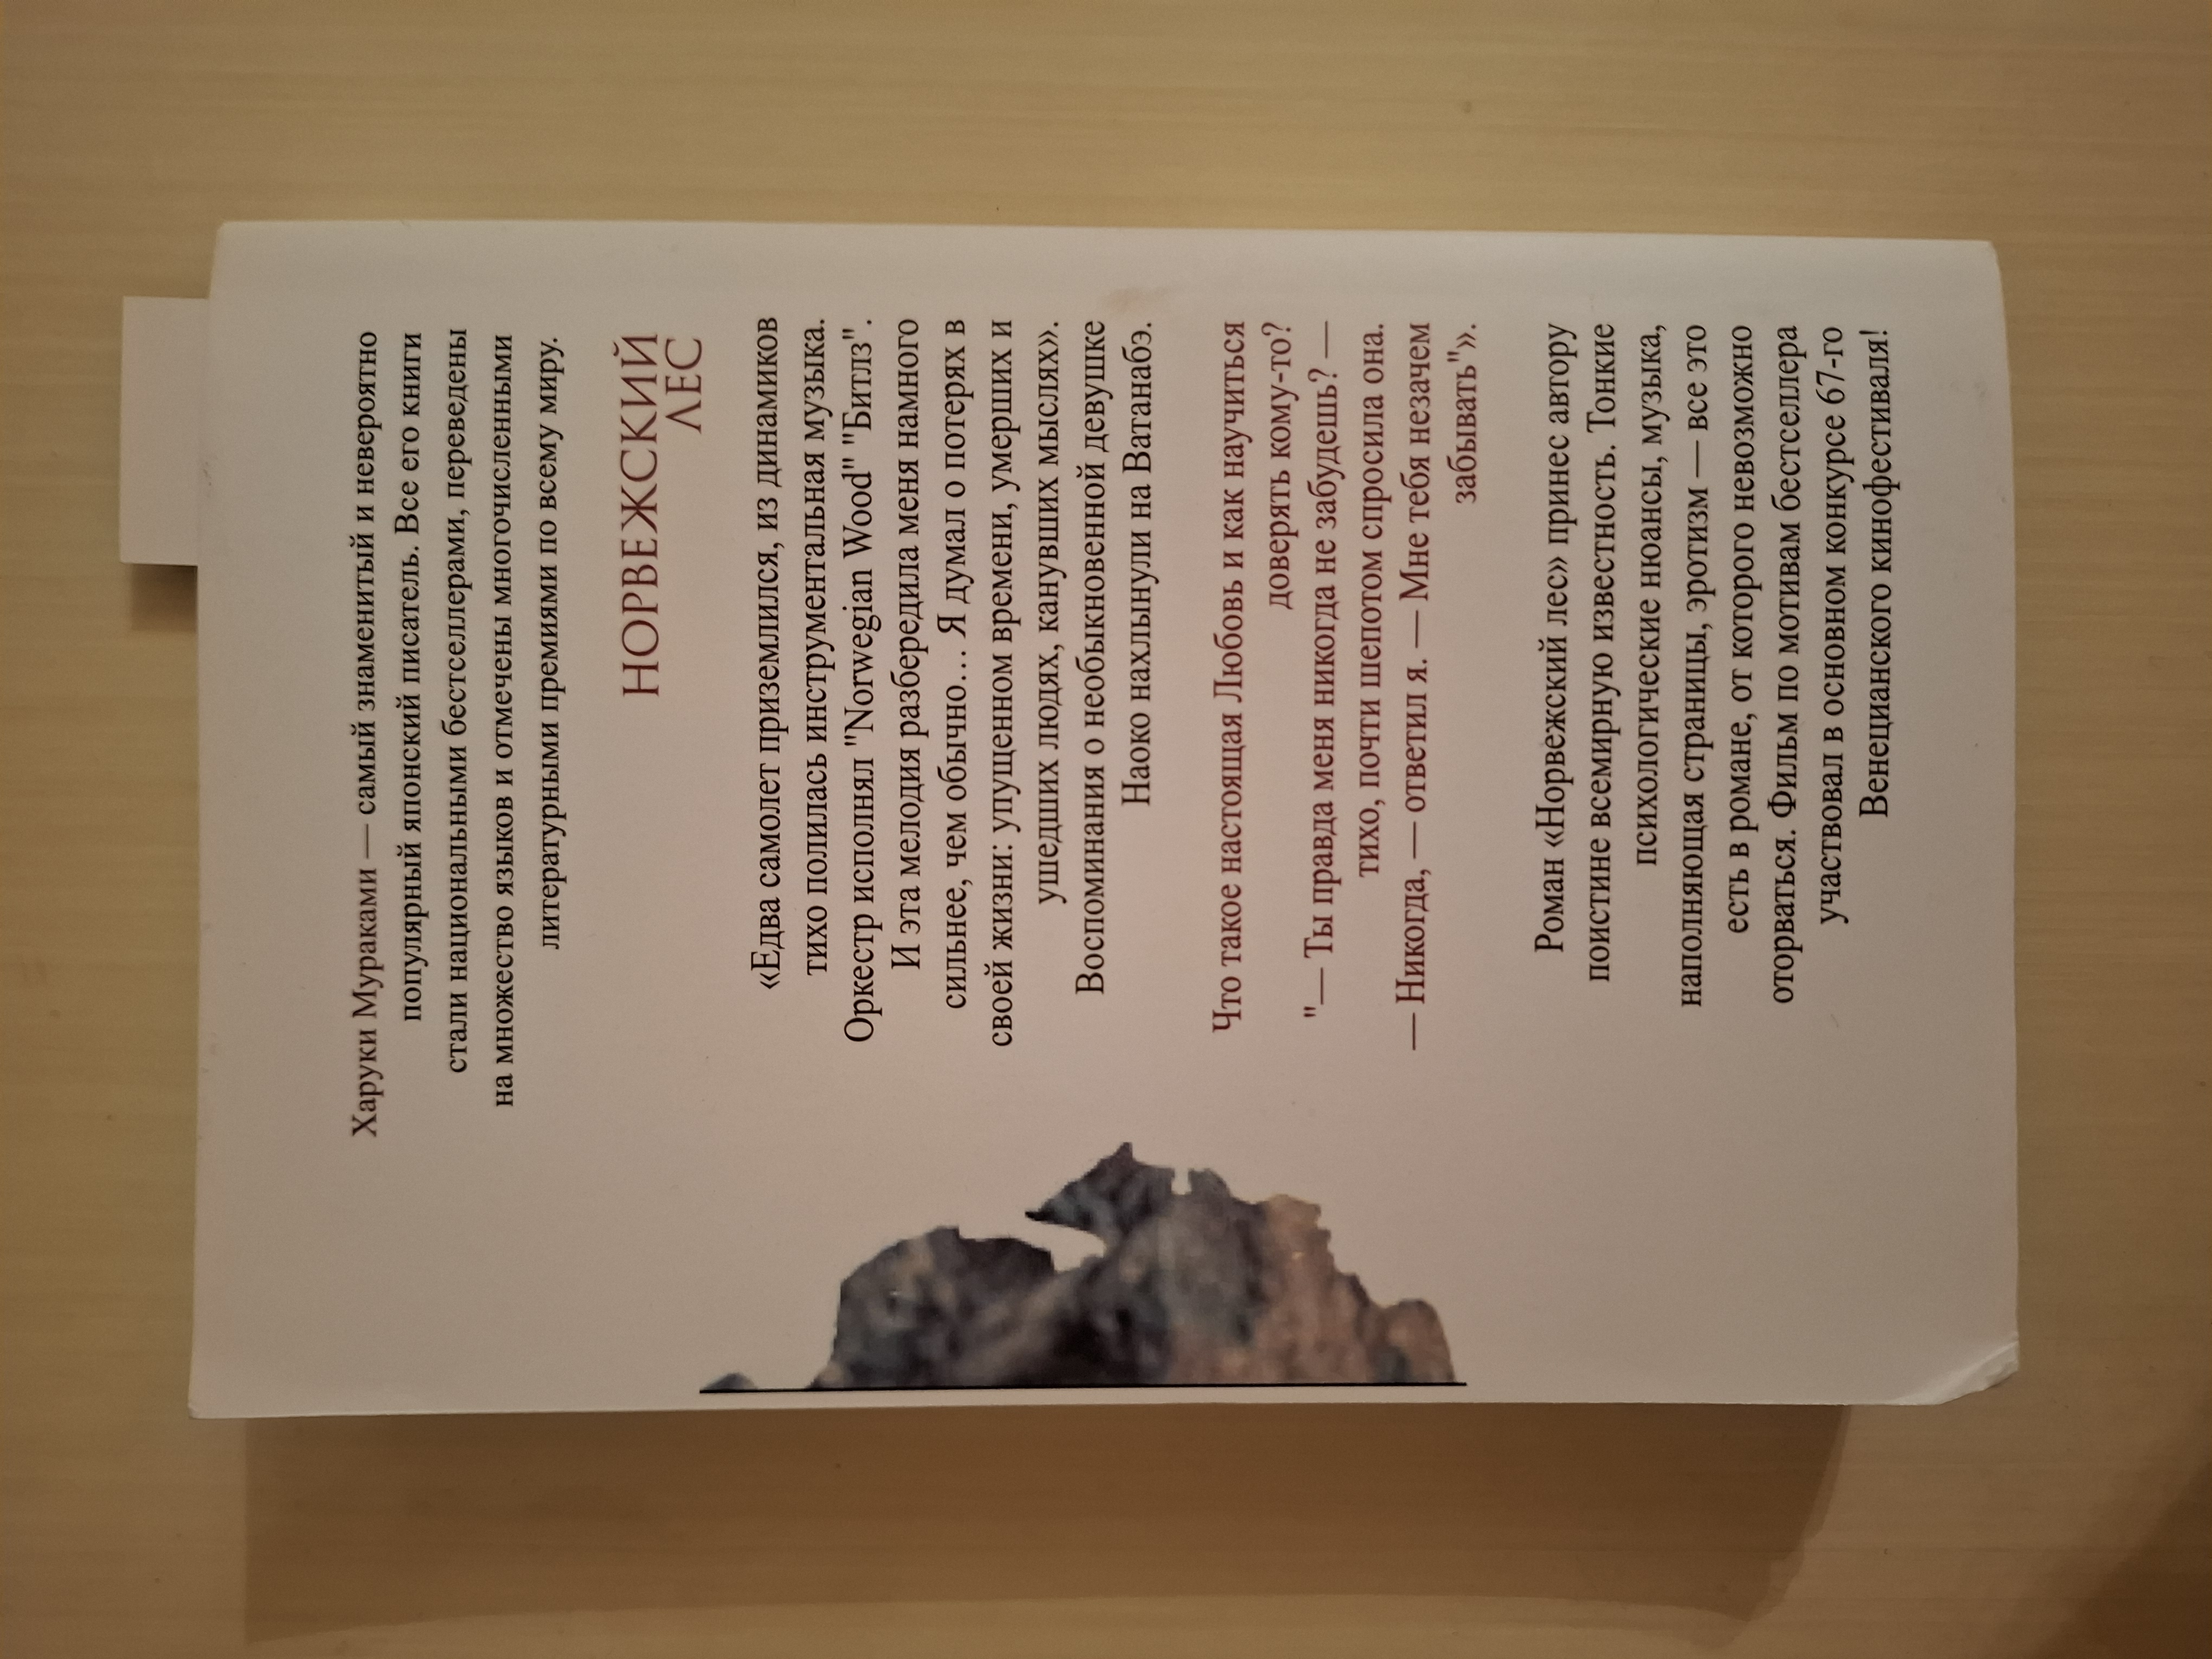 Харуки Мураками — самый знаменитый и невероятно
популярный японский писатель. Все его книги
стали национальными бестселлерами, переведены
на множество языков и отмечены многочисленными
литературными премиями по всему миру.
НОРВЕЖСКИЙ
ЛЕС
«Едва самолет приземлился, из динамиков
тихо полилась инструментальная музыка.
Оркестр исполнял "Norwegian Wood" "Битлз".
И эта мелодия разбередила меня намного
сильнее, чем обычно… Я думал о потерях в
своей жизни: упущенном времени, умерших и
ушедших людях, канувших мыслях».
Воспоминания о необыкновенной девушке
Наоко нахлынули на Ватанабэ.
Что такое настоящая Любовь и как научиться
доверять кому-то?
"— Ты правда меня никогда не забудешь? —
тихо, почти шепотом спросила она.
— Никогда, — ответил я. — Мне тебя незачем
забывать"».
Роман «Норвежский лес» принес автору
поистине всемирную известность. Тонкие
психологические нюансы, музыка,
наполняющая страницы, эротизм — все это
есть в романе, от которого невозможно
оторваться. Фильм по мотивам бестселлера
участвовал в основном конкурсе 67-го
Венецианского кинофестиваля!